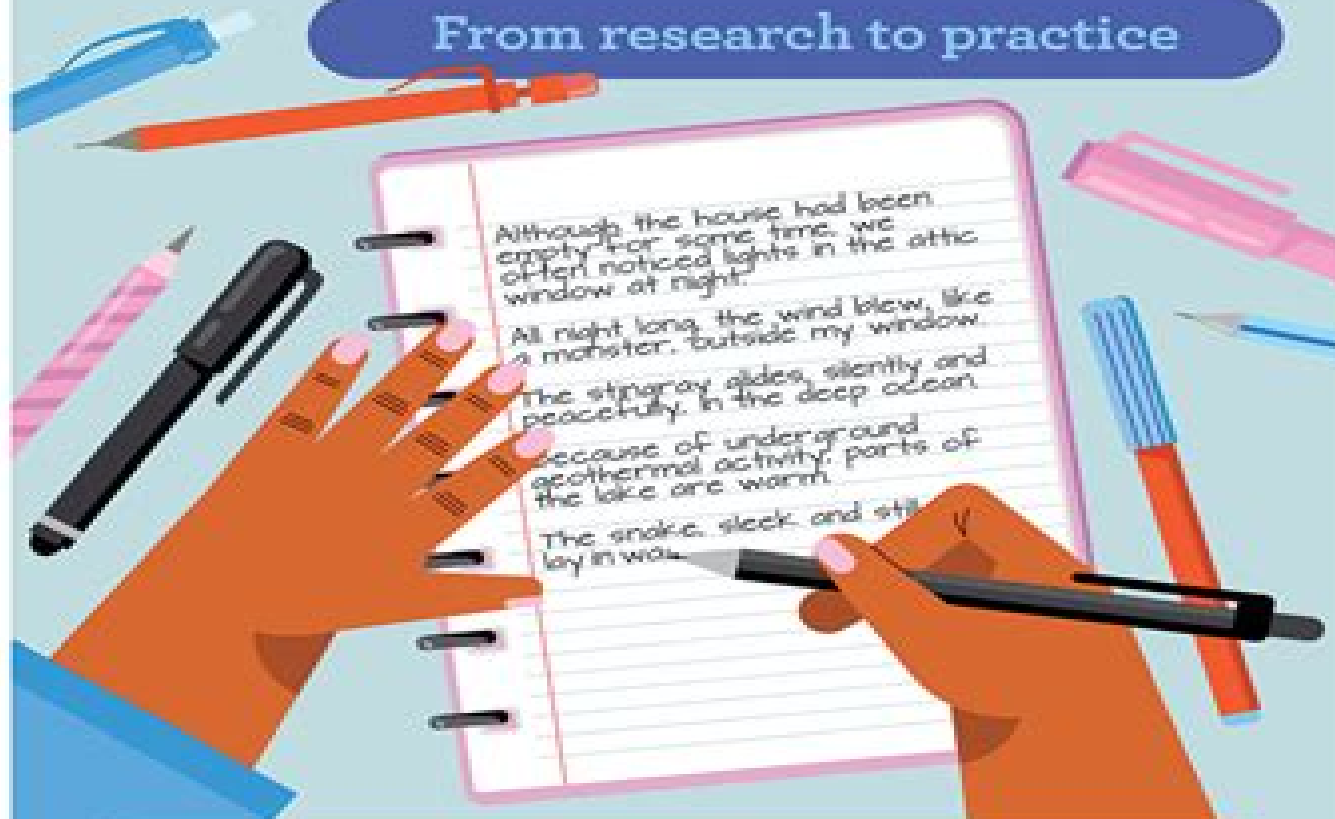 From research to practice
Although the house had been
empty for some time, we
often noticed lights in the attic
window at night.
All night long, the wind blew, like
a monster, outside my window.
The stingray glides, silently and
peacefully, in the deep ocean.
Because of underground
geothermal activity, parts of
the lake are warm.
The snake, sleek and still,
lay in wai